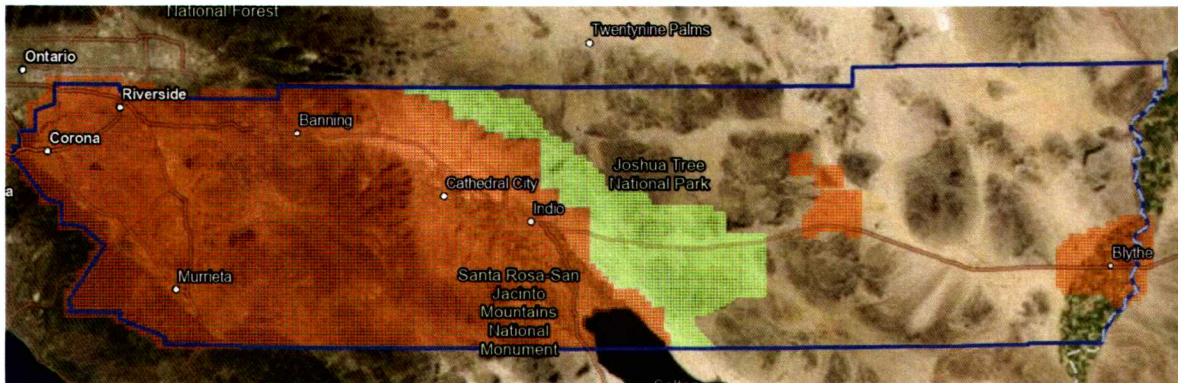 National Forest
Twentynine Palms
Ontario
Riverside
Banning
Corona
Joshua Tree
National Park
Cathedral City
Indio
a
Blythe
Murrieta
Santa Rosa-San
Jacinto
Mountains
National
Monument